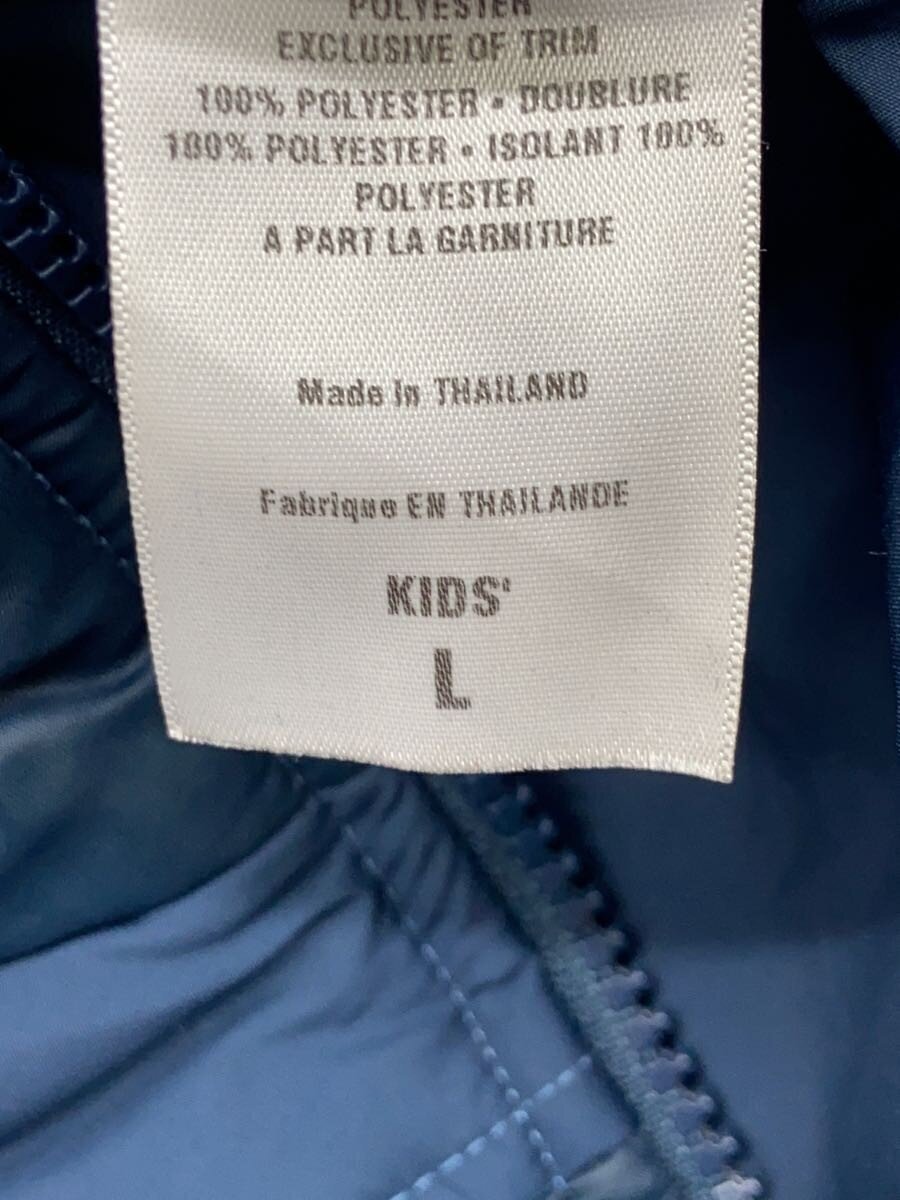 POLYESTER
EXCLUSIVE OF TRIM
100% POLYESTER • DOUBLURE
100% POLYESTER • ISOLANT 100%
POLYESTER
A PART LA GARNITURE
Made In THAILAND
Fabrique EN THAILANDE
KIDS'
L